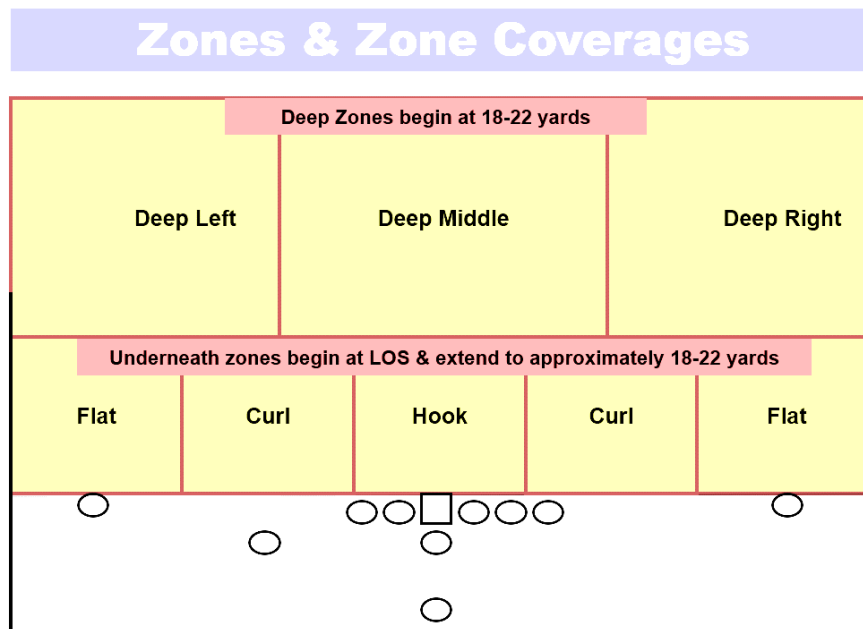 Zones & Zone Coverages
Deep Zones begin at 18-22 yards
Deep Left
Deep Middle
Deep Right
Underneath zones begin at LOS & extend to approximately 18-22 yards
Flat
Curl
Hook
Curl
Flat